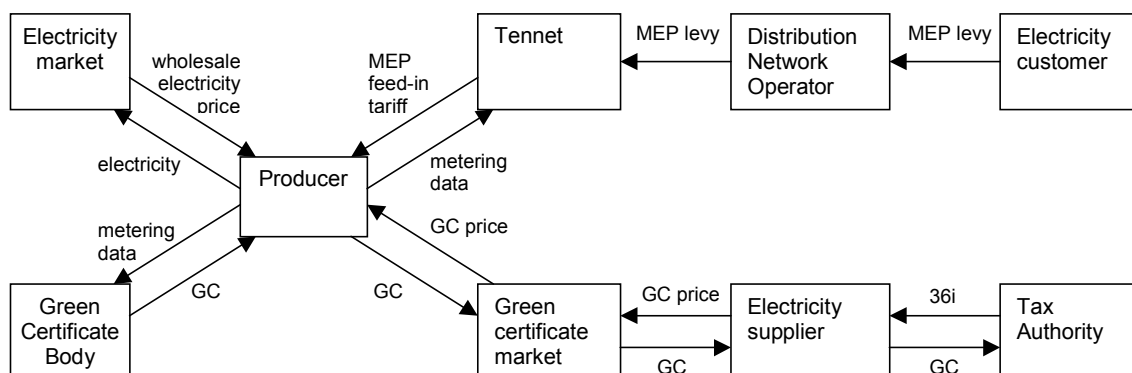 Electricity
market
wholesale
electricity
price
MEP
feed-in
tariff
Tennet
MEP levy
Distribution
Network
Operator
MEP levy
Electricity
customer
electricity
Producer
metering
data
metering
data
GC price
GC
GC
Green
Certificate
Body
Green
certificate
market
GC price
GC
Electricity
supplier
36i
GC
Tax
Authority